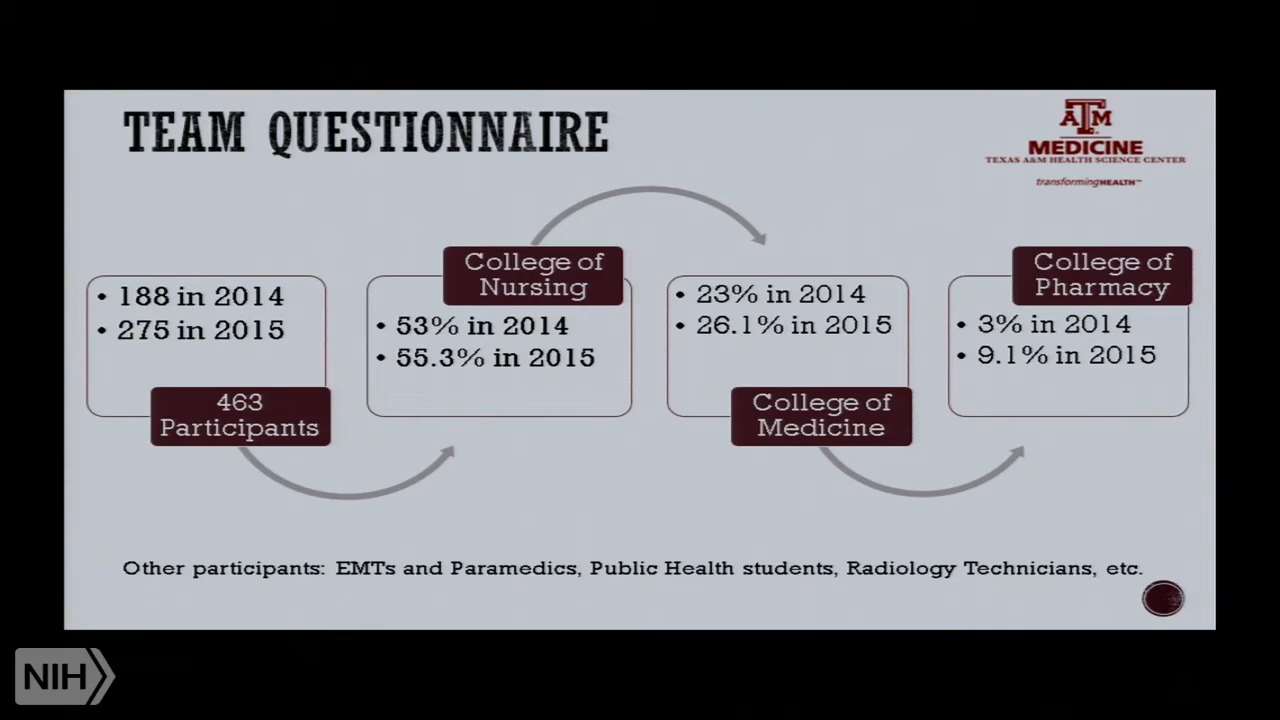 TEAM QUESTIONNAIRE
ATM
MEDICINE
TEXAS A&M HEALTH SCIENCE CENTER
transformingHEALTH™
• 188 in 2014
• 275 in 2015
463
Participants
College of
Nursing
• 53% in 2014
• 55.3% in 2015
• 23% in 2014
• 26.1% in 2015
College of
Medicine
College of
Pharmacy
• 3% in 2014
• 9.1% in 2015
Other participants: EMTs and Paramedics, Public Health students, Radiology Technicians, etc.
NIH